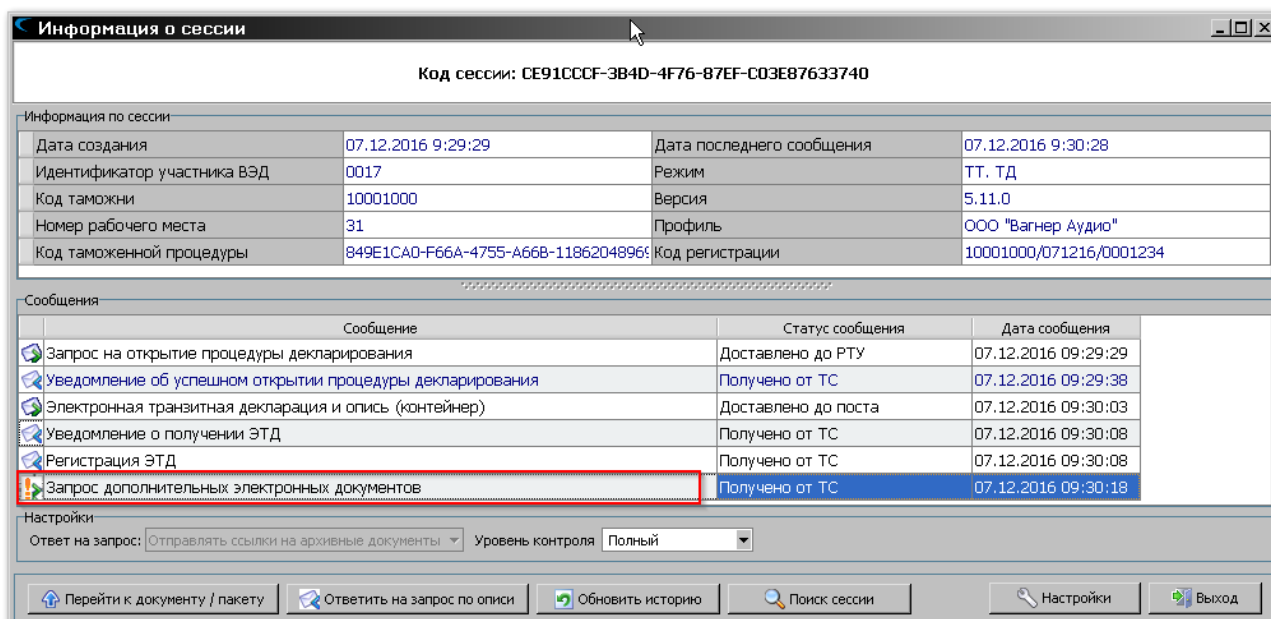 Информация о сессии
Код сессии: CE91CCCF-3B4D-4F76-87EF-C03E87633740
Информация по сессии
Дата создания 07.12.2016 9:29:29 Дата последнего сообщения 07.12.2016 9:30:28
Идентификатор участника ВЭД 0017 Режим ТТ. ТД
Код таможни 10001000 Версия 5.11.0
Номер рабочего места 31 Профиль ООО "Вагнер Аудио"
Код таможенной процедуры 849E1CA0-F66A-4755-A66B-11862048969 Код регистрации 10001000/071216/0001234
Сообщения
Сообщение Статус сообщения Дата сообщения
Запрос на открытие процедуры декларирования Доставлено до РТУ 07.12.2016 09:29:29
Уведомление об успешном открытии процедуры декларирования Получено от ТС 07.12.2016 09:29:38
Электронная транзитная декларация и опись (контейнер) Доставлено до поста 07.12.2016 09:30:03
Уведомление о получении ЭТД Получено от ТС 07.12.2016 09:30:08
Регистрация ЭТД Получено от ТС 07.12.2016 09:30:08
Запрос дополнительных электронных документов Получено от ТС 07.12.2016 09:30:18
Настройки
Ответ на запрос: Отправлять ссылки на архивные документы Уровень контроля Полный
Перейти к документу / пакету Ответить на запрос по описи Обновить историю Поиск сессии Настройки Выход